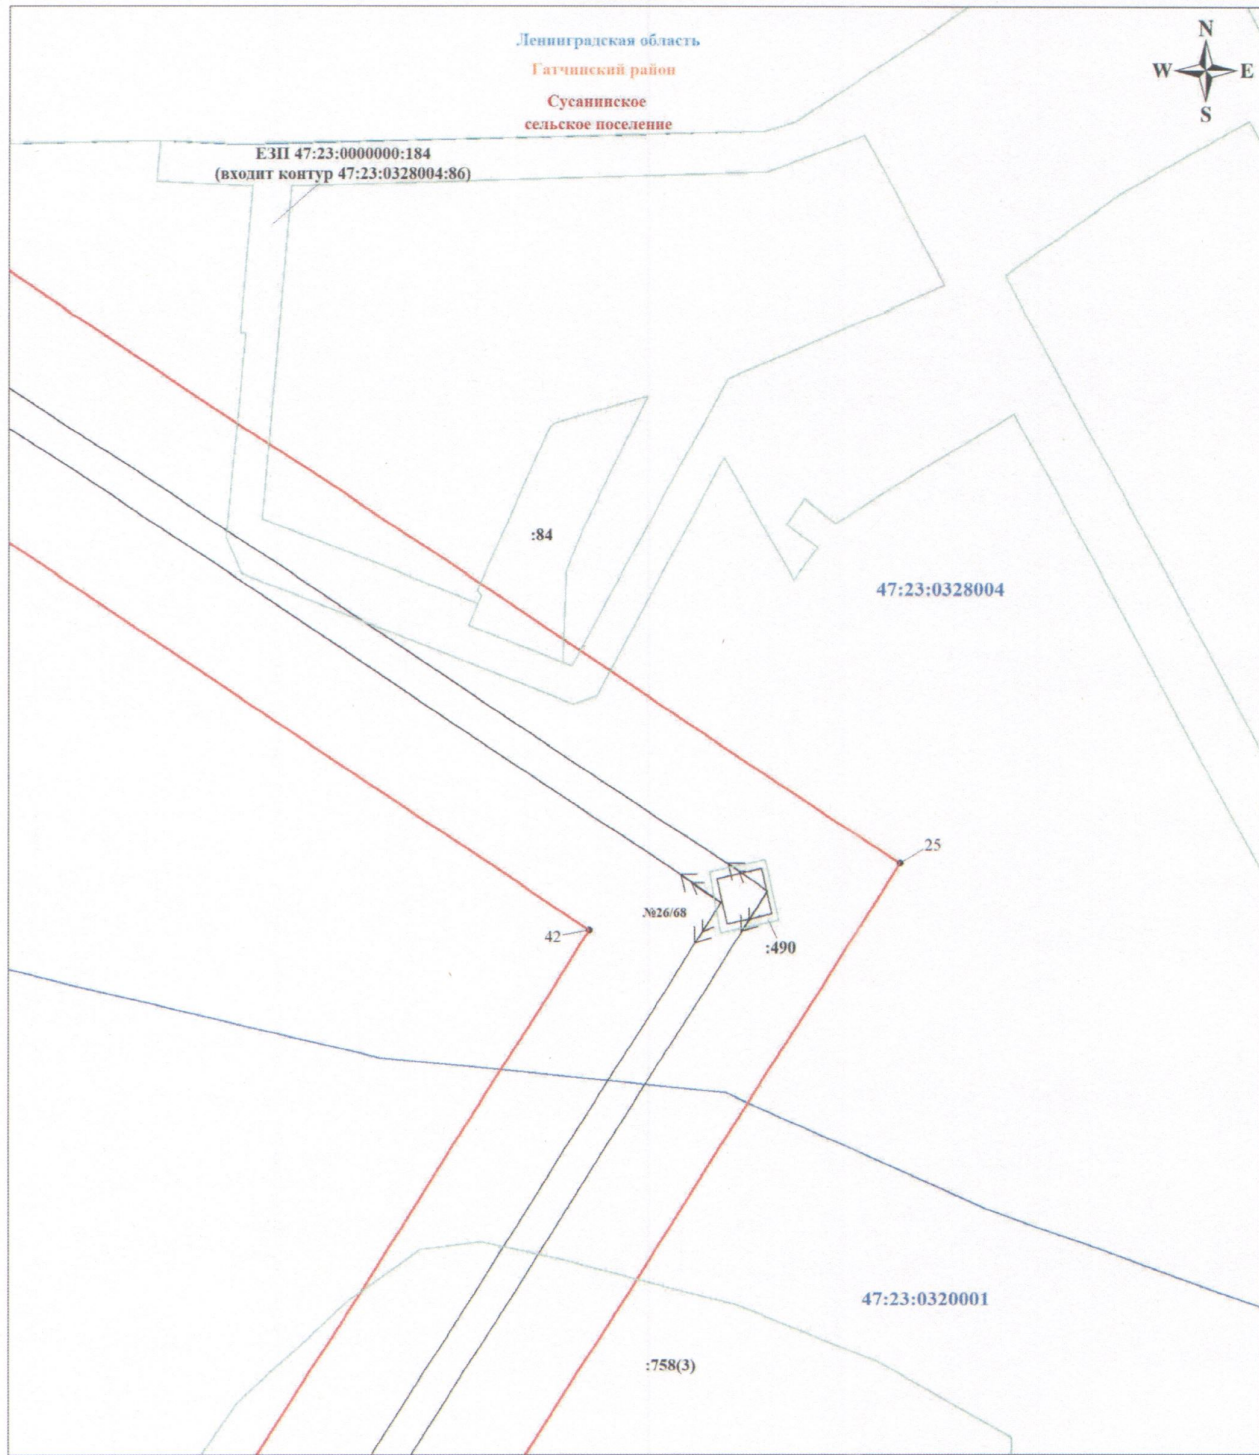 Ленинградская область
Гатчинский район
Сусанинское
сельское поселение
N
W E
S
ЕЗП 47:23:0000000:184
(входит контур 47:23:0328004:86)
:84
47:23:0328004
25
№26/68
42
:490
47:23:0320001
:758(3)